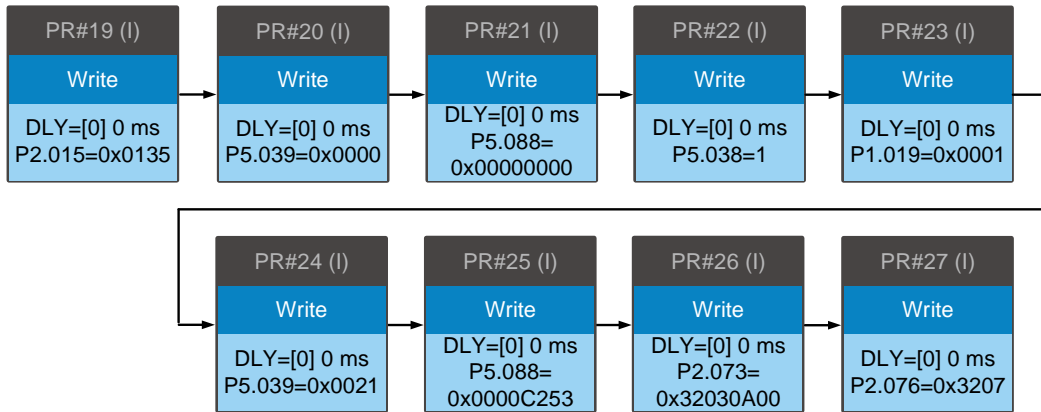 PR#19 (I)
Write
DLY=[0] 0 ms
P2.015=0x0135
PR#20 (I)
Write
DLY=[0] 0 ms
P5.039=0x0000
PR#21 (I)
Write
DLY=[0] 0 ms
P5.088=
0x00000000
PR#22 (I)
Write
DLY=[0] 0 ms
P5.038=1
PR#23 (I)
Write
DLY=[0] 0 ms
P1.019=0x0001
PR#24 (I)
Write
DLY=[0] 0 ms
P5.039=0x0021
PR#25 (I)
Write
DLY=[0] 0 ms
P5.088=
0x0000C253
PR#26 (I)
Write
DLY=[0] 0 ms
P2.073=
0x32030A00
PR#27 (I)
Write
DLY=[0] 0 ms
P2.076=0x3207